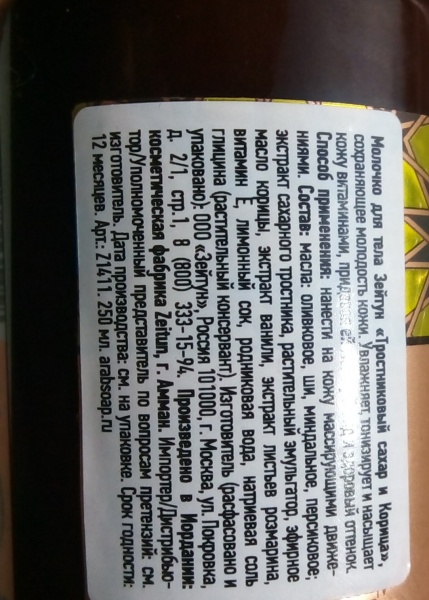 Молочко для тела Зейтун «Тростниковый сахар и Корица»,
сохраняющее молодость кожи. Увлажняет, тонизирует и насыщает
кожу витаминами, и здоровый оттенок.
Способ применения: нанести на кожу массирующими движе-
ниями. Состав: масла: оливковое, ши, миндальное, персиковое;
экстракт сахарного тростника, растительный эмульгатор, эфирное
масло корицы, экстракт ванили, экстракт листьев розмарина,
витамин Е, лимонный сок, родниковая вода, натриевая соль
глицина (растительный консервант). Изготовитель (расфасовано и
упаковано): ООО «Зейтун», Россия 101000, г. Москва, ул. Покровка,
д. 2/1, стр.1, 8 (800) 333-15-94. Произведено в Иордании:
косметическая фабрика Zeitun, г. Амман. Импортер/Дистрибью-
тор/Уполномоченный представитель по вопросам претензий: см.
изготовитель. Дата производства: см. на упаковке. Срок годности:
12 месяцев. Арт.: Z1411. 250 мл. arabsoap.ru